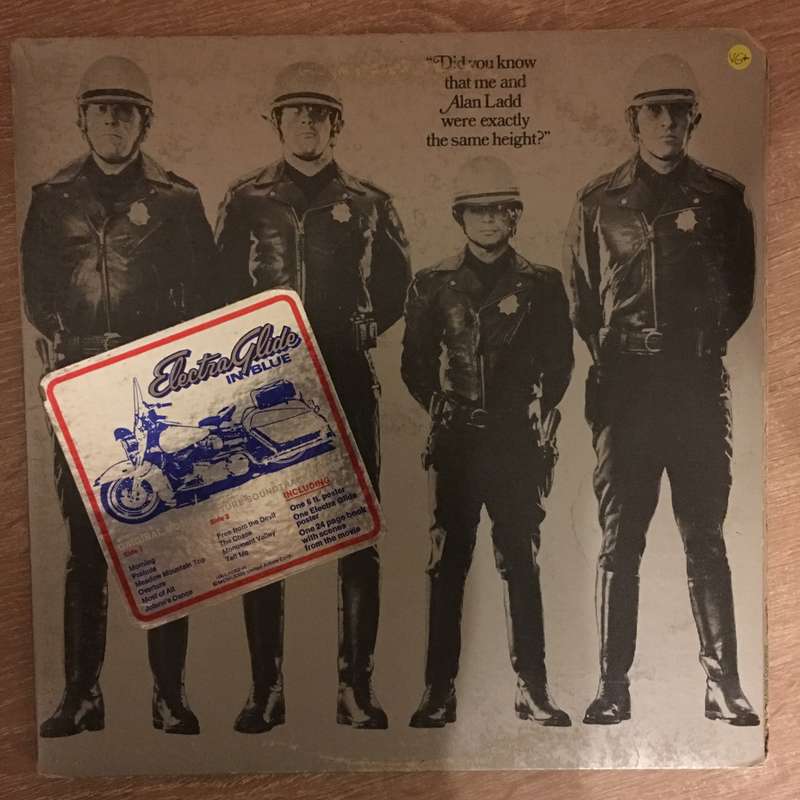 "Did you know
that me and
Alan Ladd
were exactly
the same height?"
VG+
Electra Glide
IN BLUE
Side 1
Morning
Prelude
Meadow Mountain Top
Overture
Most of All
Jolene's Dance
Side 2
Free from the Devil
The Chase
Monument Valley
Tell Me
INCLUDING
One 6 ft. poster
One Electra Glide
poster
One 24 page book
with scenes
from the movie